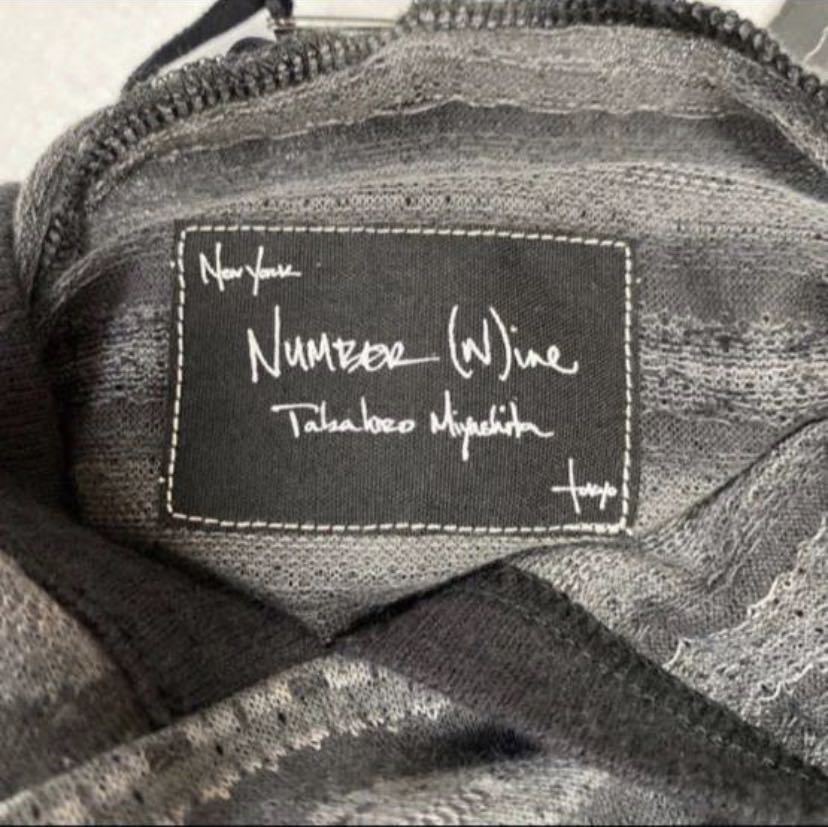 New York
NUMBER (N)ine
Takahiro Miyashita
tokyo